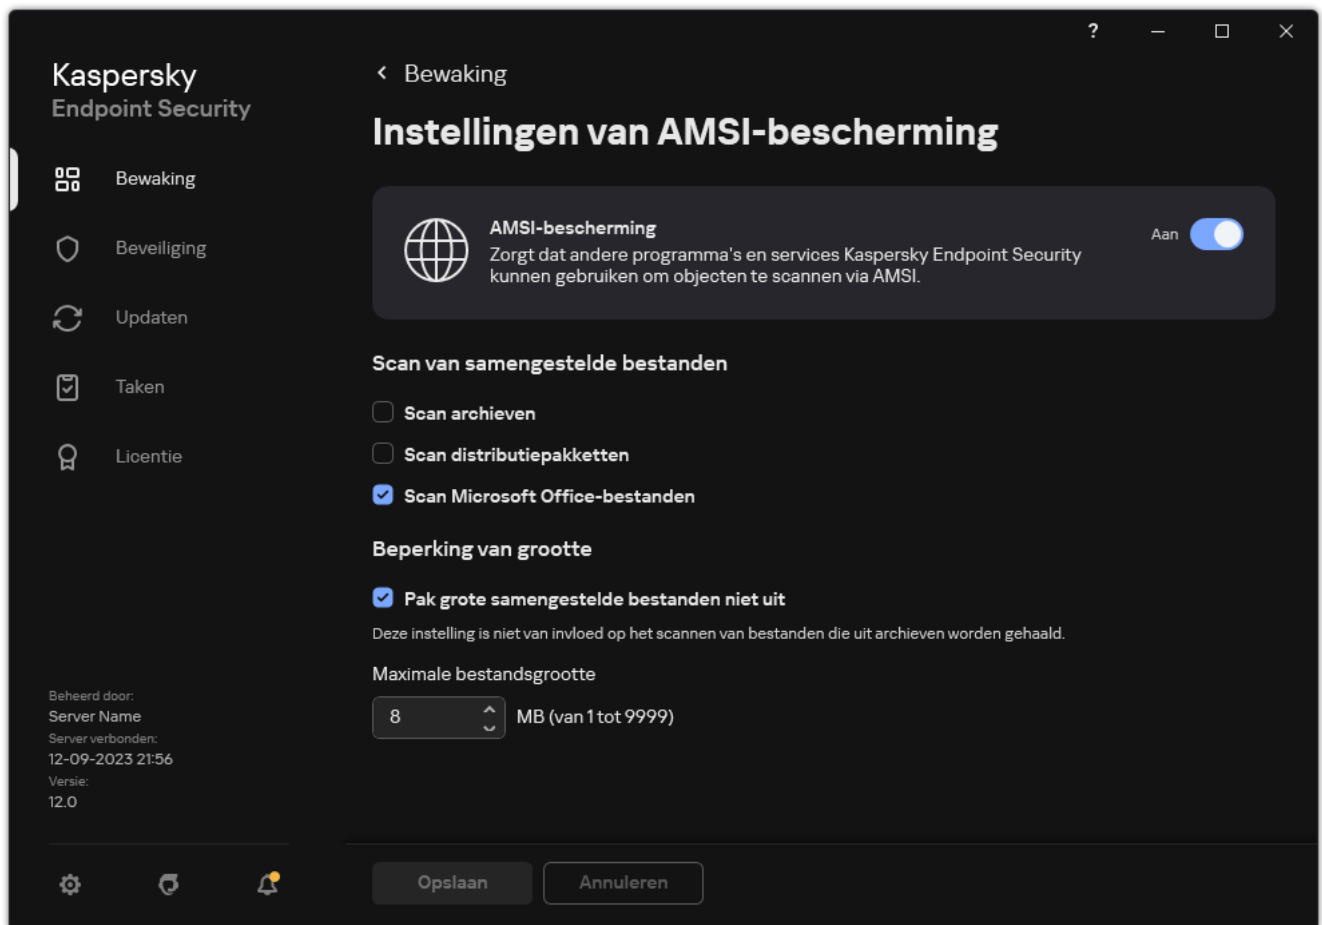 ?
Kaspersky
Endpoint Security
Bewaking
Beveiliging
Updaten
Taken
Licentie
Beheerd door:
Server Name
Server verbonden:
12-09-2023 21:56
Versie:
12.0
Bewaking
Instellingen van AMSI-bescherming
AMSI-bescherming
Zorgt dat andere programma's en services Kaspersky Endpoint Security
kunnen gebruiken om objecten te scannen via AMSI.
Aan
Scan van samengestelde bestanden
Scan archieven
Scan distributiepakketten
Scan Microsoft Office-bestanden
Beperking van grootte
Pak grote samengestelde bestanden niet uit
Deze instelling is niet van invloed op het scannen van bestanden die uit archieven worden gehaald.
Maximale bestandsgrootte
8 MB (van 1 tot 9999)
Opslaan
Annuleren